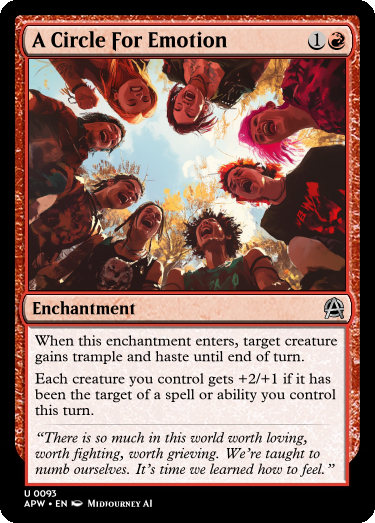 A Circle For Emotion 1
Enchantment
When this enchantment enters, target creature
gains trample and haste until end of turn.
Each creature you control gets +2/+1 if it has
been the target of a spell or ability you control
this turn.
“There is so much in this world worth loving,
worth fighting, worth grieving. We’re taught to
numb ourselves. It’s time we learned how to feel.”
U 0093
APW • EN Midjourney AI